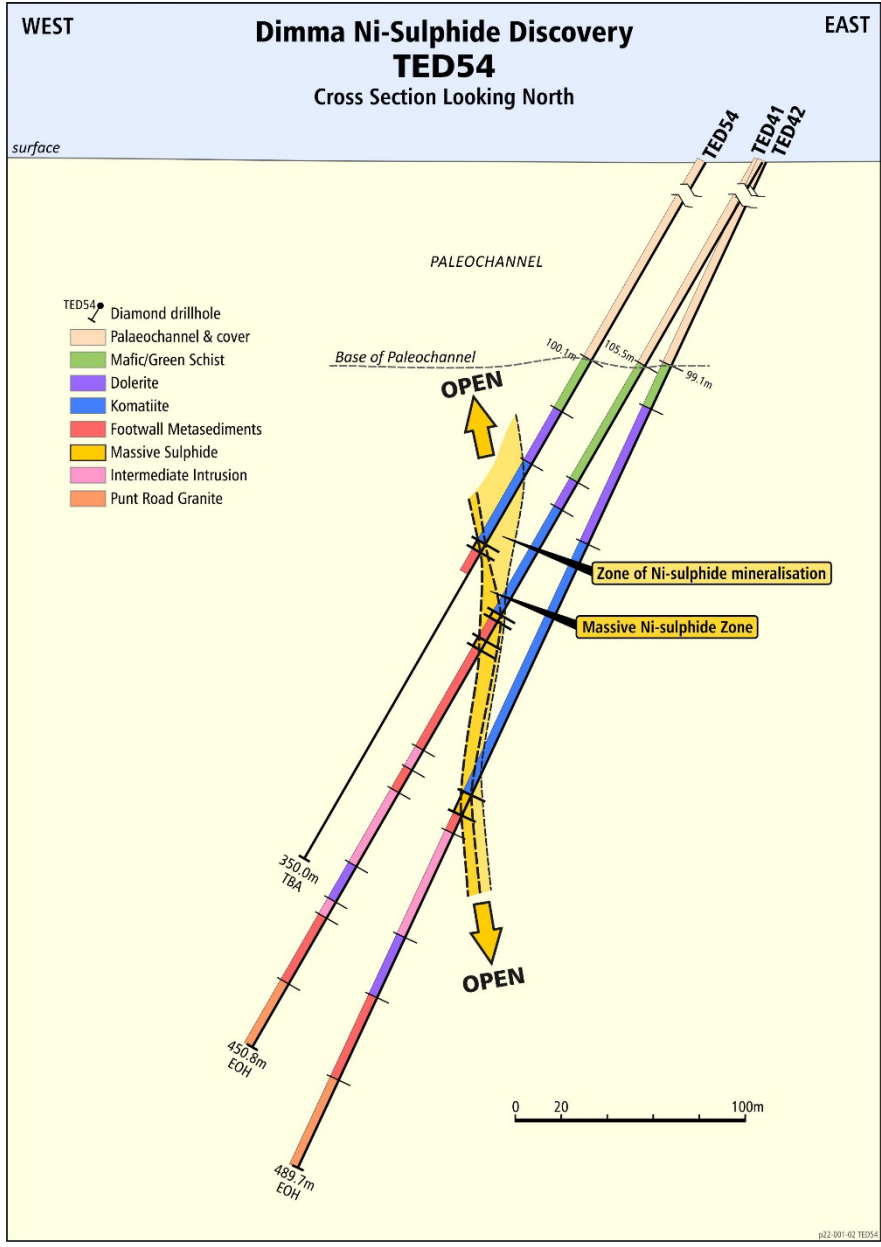 WEST
Dimma Ni-Sulphide Discovery
EAST
TED54
Cross Section Looking North
surface
TED54
TED41
TED42
PALEOCHANNEL
TED54
Diamond drillhole
Palaeochannel & cover
Mafic/Green Schist
Dolerite
Komatiite
Footwall Metasediments
Massive Sulphide
Intermediate Intrusion
Punt Road Granite
Base of Paleochannel
100.1m
105.5m
99.1m
OPEN
Zone of Ni-sulphide mineralisation
Massive Ni-sulphide Zone
350.0m
TBA
OPEN
450.8m
EOH
489.7m
EOH
0 20 100m
p22-001-02 TED54